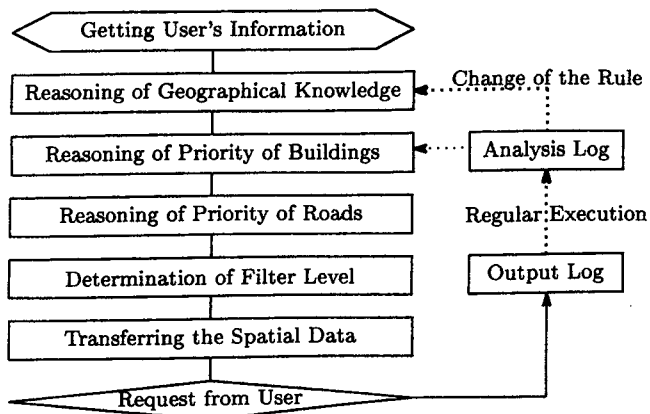 Getting User's Information
Reasoning of Geographical Knowledge
Change of the Rule
Reasoning of Priority of Buildings
Analysis Log
Reasoning of Priority of Roads
Regular Execution
Determination of Filter Level
Output Log
Transferring the Spatial Data
Request from User